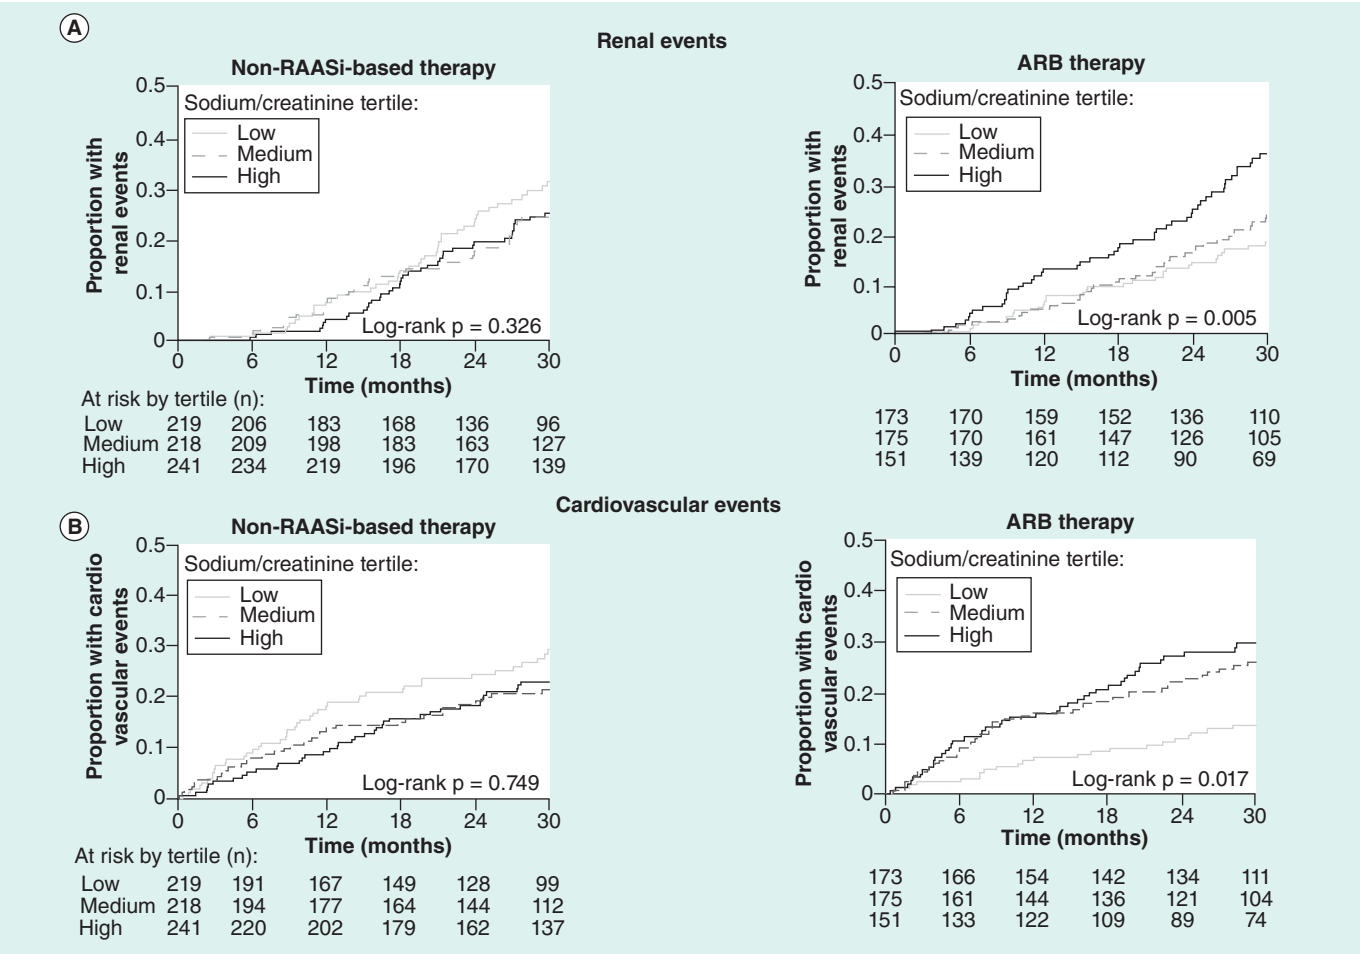 A
Renal events
Non-RAASi-based therapy
Proportion with
renal events
0.5
0.4
0.3
0.2
0.1
0
Sodium/creatinine tertile:
Low
Medium
High
Log-rank p = 0.326
0 6 12 18 24 30
Time (months)
At risk by tertile (n):
Low 219 206 183 168 136 96
Medium 218 209 198 183 163 127
High 241 234 219 196 170 139
ARB therapy
Proportion with
renal events
0.5
0.4
0.3
0.2
0.1
0
Sodium/creatinine tertile:
Low
Medium
High
Log-rank p = 0.005
0 6 12 18 24 30
Time (months)
173 170 159 152 136 110
175 170 161 147 126 105
151 139 120 112 90 69
Cardiovascular events
B
Non-RAASi-based therapy
Proportion with cardio
vascular events
0.5
0.4
0.3
0.2
0.1
0
Sodium/creatinine tertile:
Low
Medium
High
Log-rank p = 0.749
0 6 12 18 24 30
Time (months)
At risk by tertile (n):
Low 219 191 167 149 128 99
Medium 218 194 177 164 144 112
High 241 220 202 179 162 137
ARB therapy
Proportion with cardio
vascular events
0.5
0.4
0.3
0.2
0.1
0
Sodium/creatinine tertile:
Low
Medium
High
Log-rank p = 0.017
0 6 12 18 24 30
Time (months)
173 166 154 142 134 111
175 161 144 136 121 104
151 133 122 109 89 74